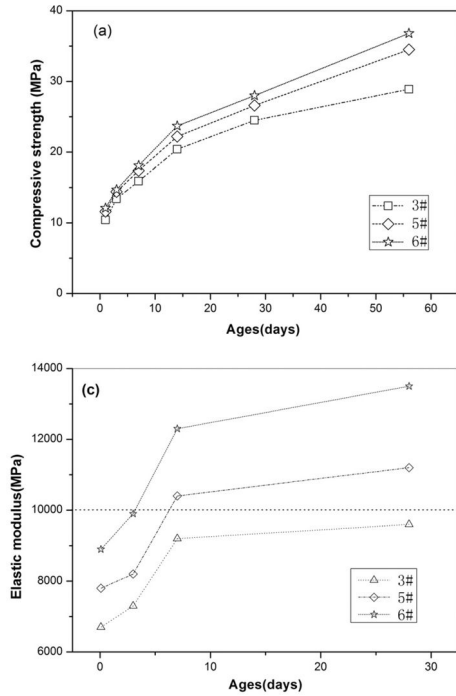 (a)
Compressive strength (MPa)
40
30
20
10
0
3#
5#
6#
0 10 20 30 40 50 60
Ages(days)
(c)
Elastic modulus(MPa)
14000
12000
10000
8000
6000
3#
5#
6#
0 10 20 30
Ages(days)